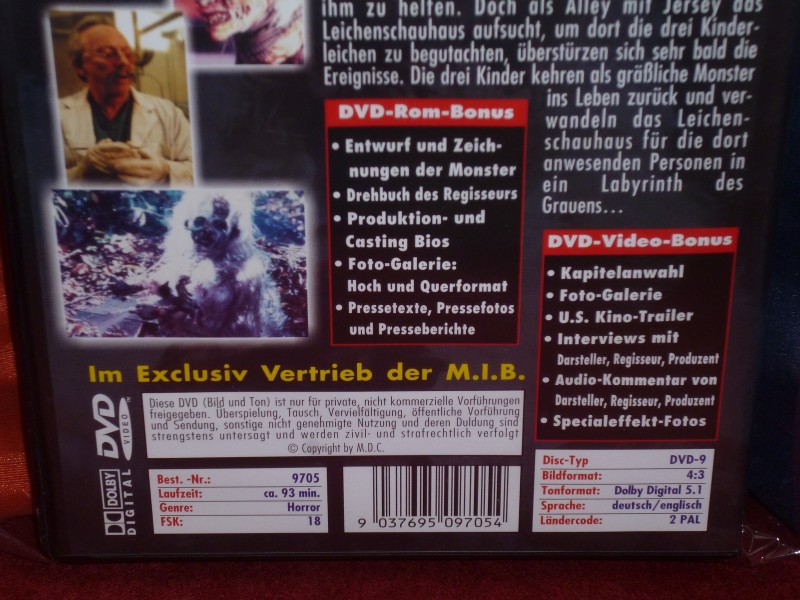 ihm zu helfen. Doch als Alley mit Jersey das
Leichenschauhaus aufsucht, um dort die drei Kinder-
leichen zu begutachten, überstürzen sich sehr bald die
Ereignisse. Die drei Kinder kehren als gräßliche Monster
ins Leben zurück und ver-
wandeln das Leichen-
schauhaus für die dort
anwesenden Personen in
ein Labyrinth des
Grauens...
DVD-Rom-Bonus
• Entwurf und Zeich-
nungen der Monster
• Drehbuch des Regisseurs
• Produktion- und
Casting Bios
• Foto-Galerie:
Hoch und Querformat
• Pressetexte, Pressefotos
und Presseberichte
DVD-Video-Bonus
• Kapitelanwahl
• Foto-Galerie
• U.S. Kino-Trailer
• Interviews mit
Darsteller, Regisseur, Produzent
• Audio-Kommentar von
Darsteller, Regisseur, Produzent
• Specialeffekt-Fotos
Im Exclusiv Vertrieb der M.I.B.
DVD
VIDEO
TM
Diese DVD (Bild und Ton) ist nur für private, nicht kommerzielle Vorführungen
freigegeben. Überspielung, Tausch, Vervielfältigung, öffentliche Vorführung
und Sendung, sonstige nicht genehmigte Nutzung und deren Duldung sind
strengstens untersagt und werden zivil- und strafrechtlich verfolgt
© Copyright by M.D.C.
DOLBY
DIGITAL
Best. -Nr.: 9705
Laufzeit: ca. 93 min.
Genre: Horror
FSK: 18
9 037695 097054
Disc-Typ DVD-9
Bildformat: 4:3
Tonformat: Dolby Digital 5.1
Sprache: deutsch/englisch
Ländercode: 2 PAL